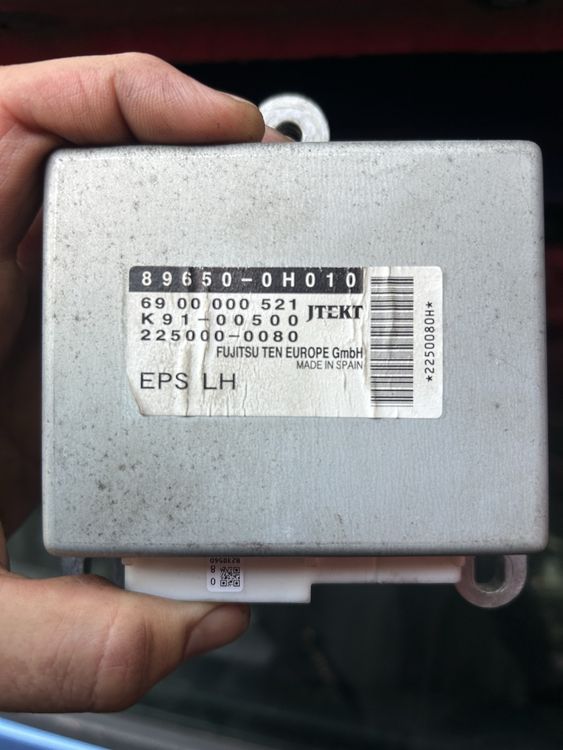 89650-0H010
69 00 000 521
K91-00500 JTEKT
225000-0080
FUJITSU TEN EUROPE GmbH
MADE IN SPAIN
EPS LH
*2250080H*